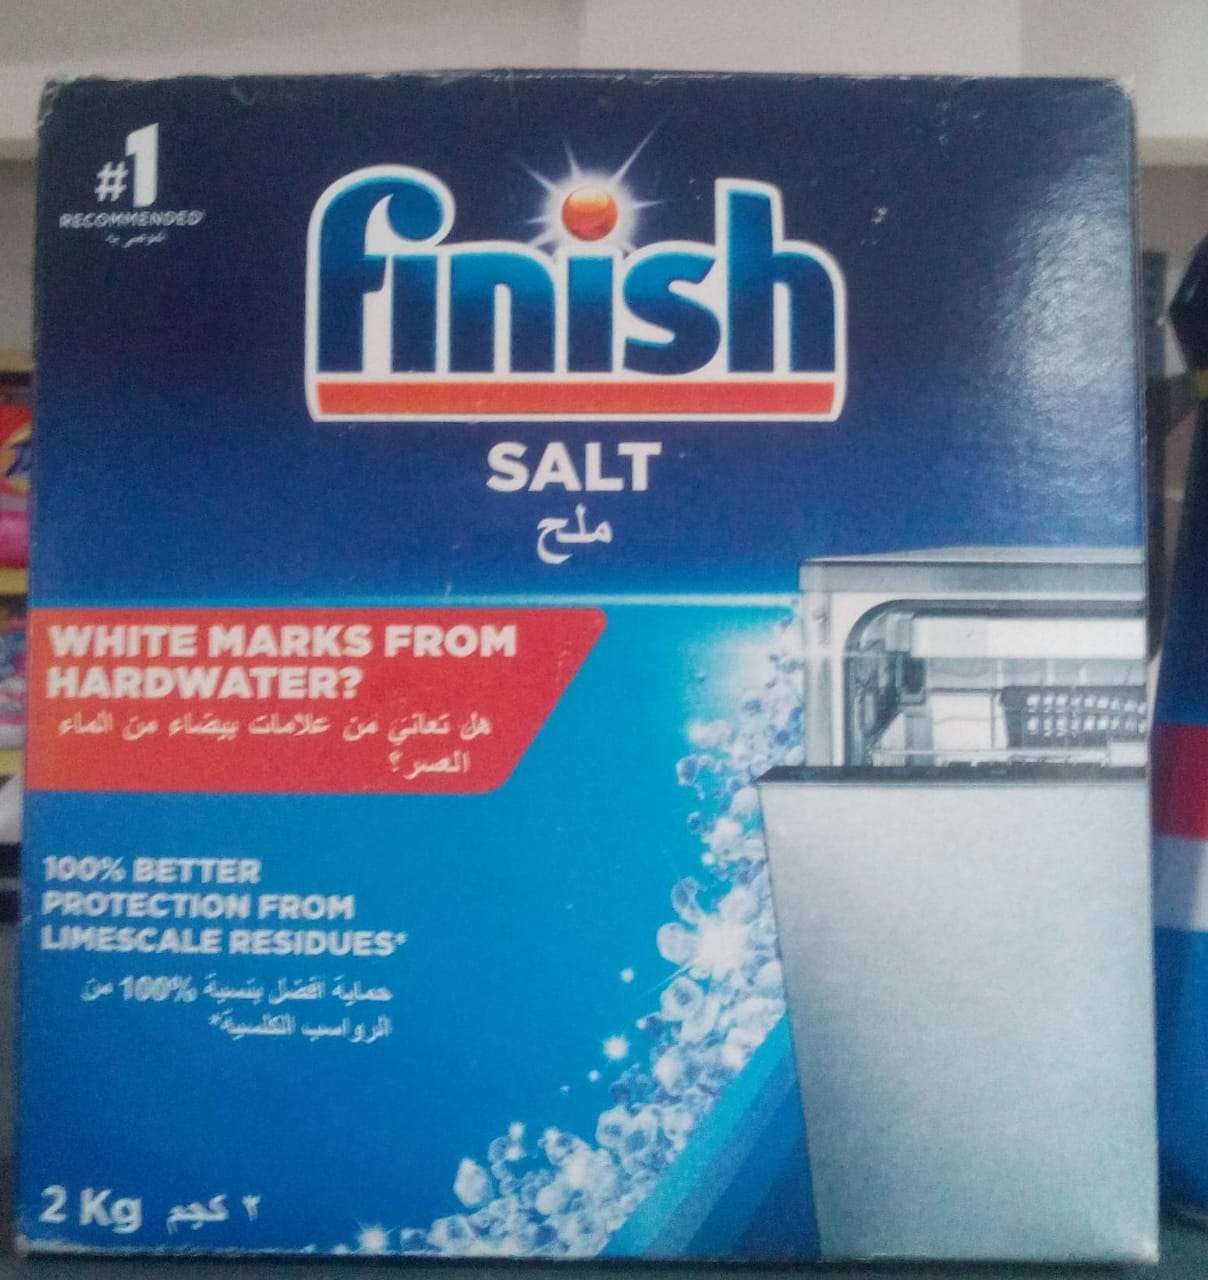 #1
RECOMMENDED
finish
SALT
ملح
WHITE MARKS FROM
HARDWATER?
هل تعاني من علامات بيضاء من الماء
العسر؟
100% BETTER
PROTECTION FROM
LIMESCALE RESIDUES*
حماية افضل بنسبة 100% من
الرواسب الكلسية*
2 Kg ٢ كجم